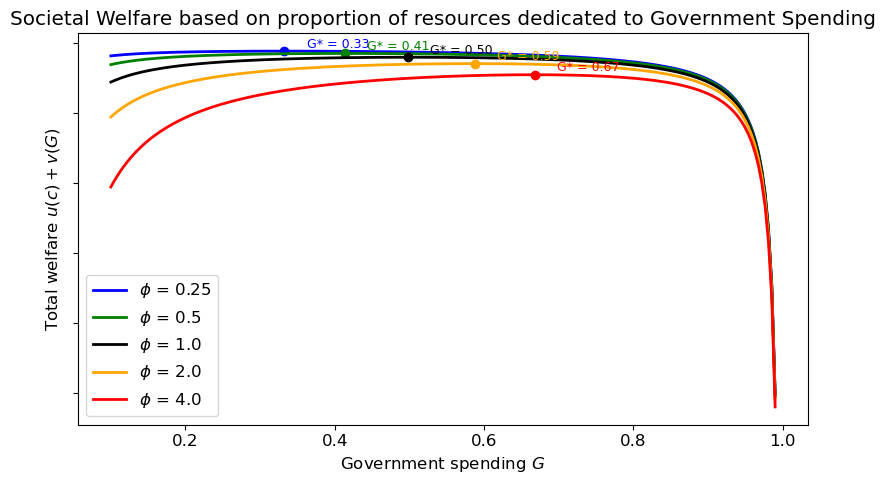 Societal Welfare based on proportion of resources dedicated to Government Spending
G* = 0.33
G* = 0.41
G* = 0.50
G* = 0.59
G* = 0.67
Total welfare u(c) + v(G)
ϕ = 0.25
ϕ = 0.5
ϕ = 1.0
ϕ = 2.0
ϕ = 4.0
0.2 0.4 0.6 0.8 1.0
Government spending G